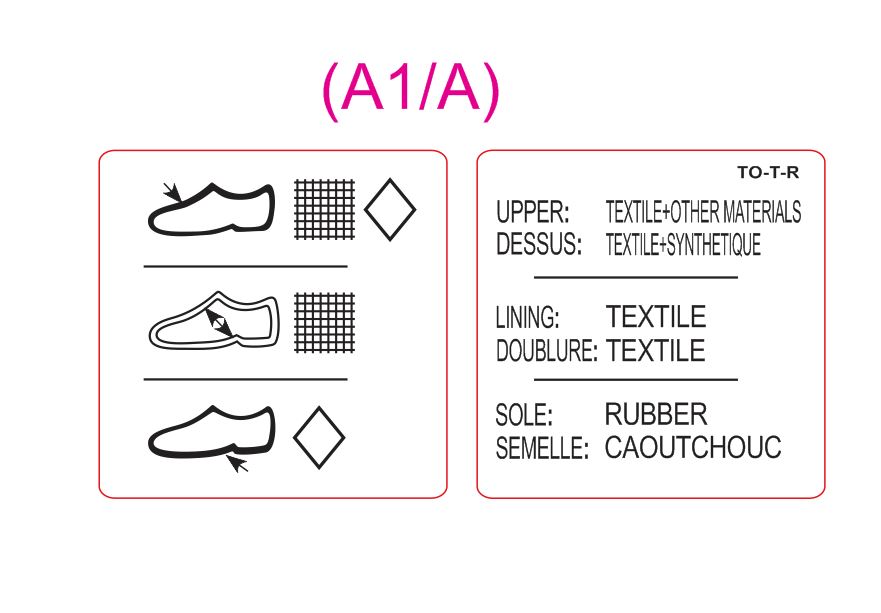 (A1/A)
TO-T-R
UPPER: TEXTILE+OTHER MATERIALS
DESSUS: TEXTILE+SYNTHETIQUE
LINING: TEXTILE
DOUBLURE: TEXTILE
SOLE: RUBBER
SEMELLE: CAOUTCHOUC